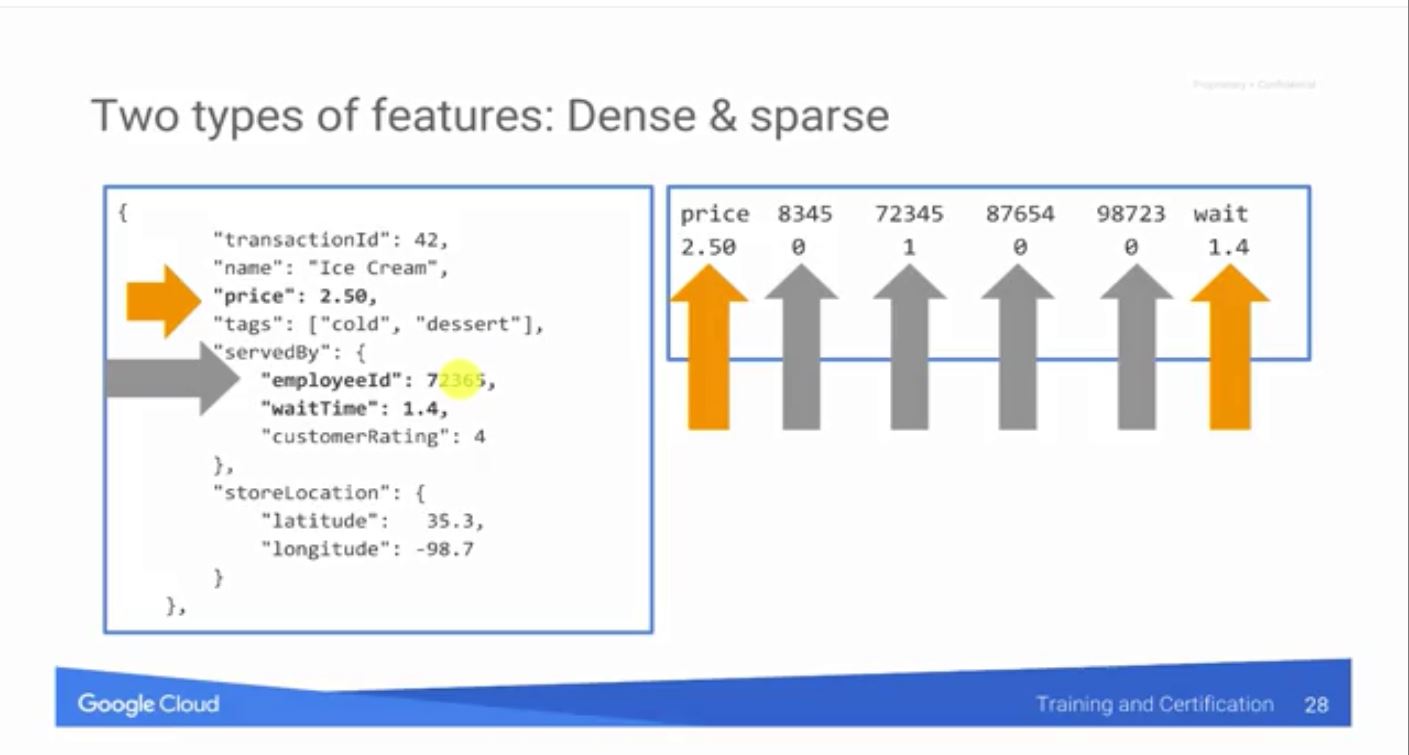 Proprietary + Confidential
Two types of features: Dense & sparse
{
"transactionId": 42,
"name": "Ice Cream",
"price": 2.50,
"tags": ["cold", "dessert"],
"servedBy": {
"employeeId": 72365,
"waitTime": 1.4,
"customerRating": 4
},
"storeLocation": {
"latitude": 35.3,
"longitude": -98.7
}
},
price 8345 72345 87654 98723 wait
2.50 0 1 0 0 1.4
Google Cloud
Training and Certification 28